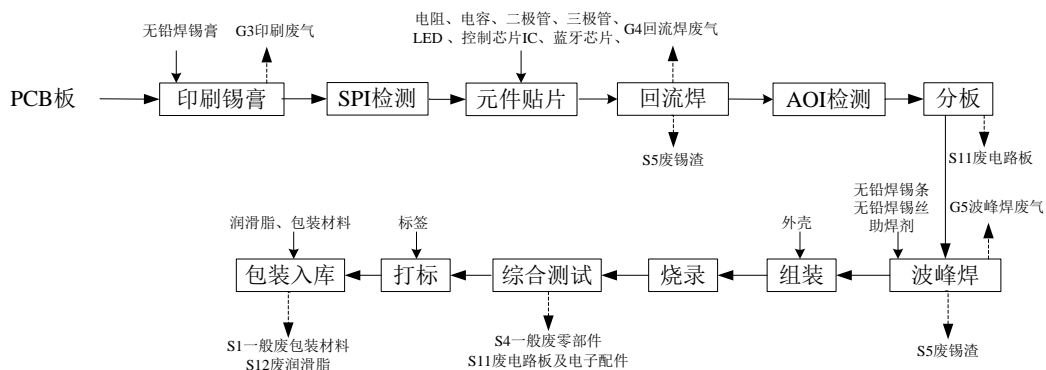 无铅焊锡膏
G3印刷废气
电阻、电容、二极管、三极管、
LED 、控制芯片IC、蓝牙芯片、
G4回流焊废气
PCB板
印刷锡膏
SPI检测
元件贴片
回流焊
AOI检测
分板
S5废锡渣
S11废电路板
润滑脂、包装材料
标签
外壳
无铅焊锡条
无铅焊锡丝
助焊剂
G5波峰焊废气
包装入库
打标
综合测试
烧录
组装
波峰焊
S1一般废包装材料
S12废润滑脂
S4一般废零部件
S11废电路板及电子配件
S5废锡渣